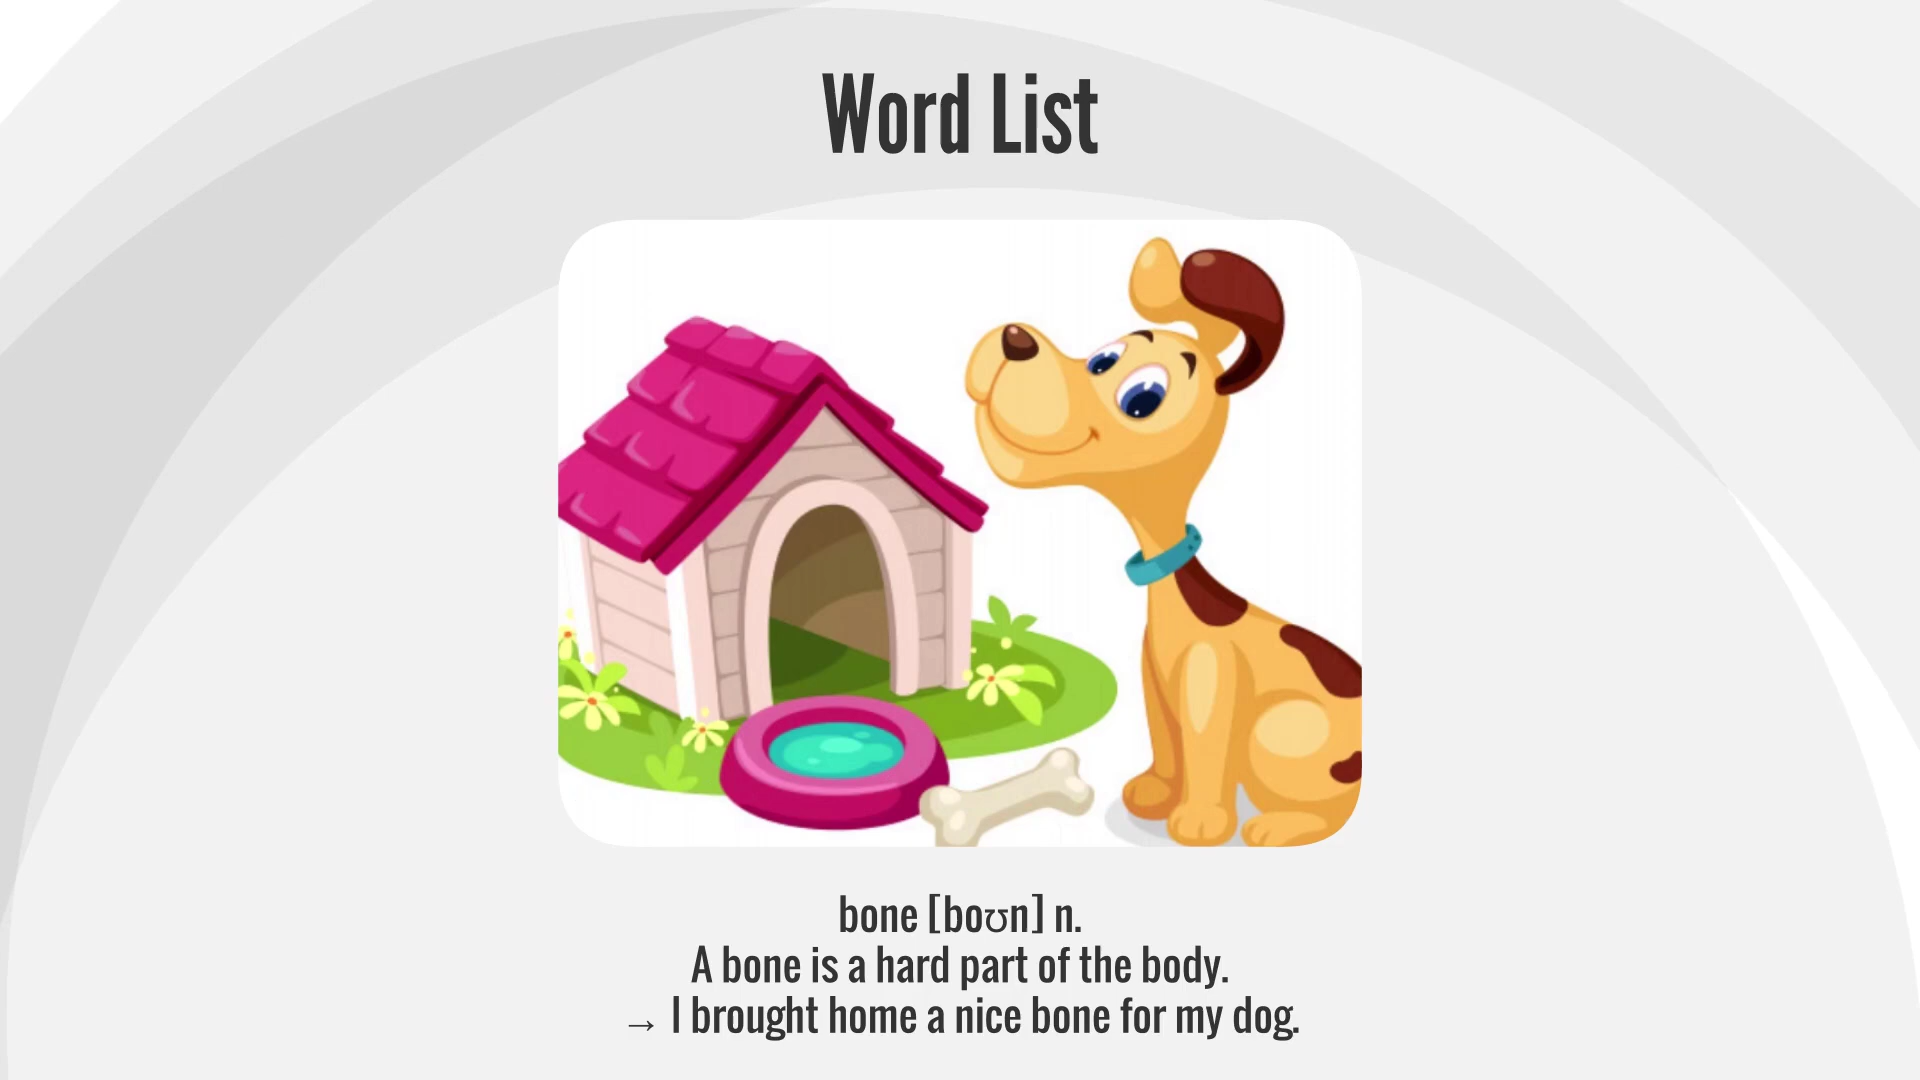 Word List
bone [boʊn] n.
A bone is a hard part of the body.
→ I brought home a nice bone for my dog.